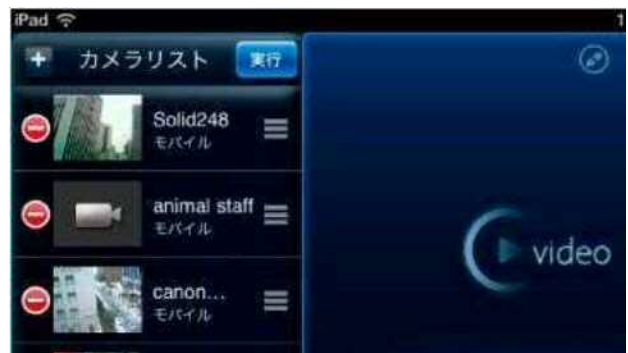 iPad
1
+ カメラリスト 実行
Solid248
モバイル
animal staff
モバイル
canon...
モバイル
video